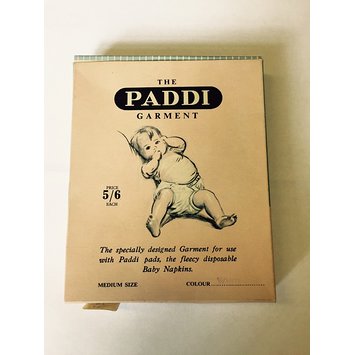 THE
PADDI
GARMENT
PRICE
5/6
EACH
The specially designed Garment for use
with Paddi pads, the fleecy disposable
Baby Napkins.
MEDIUM SIZE COLOUR